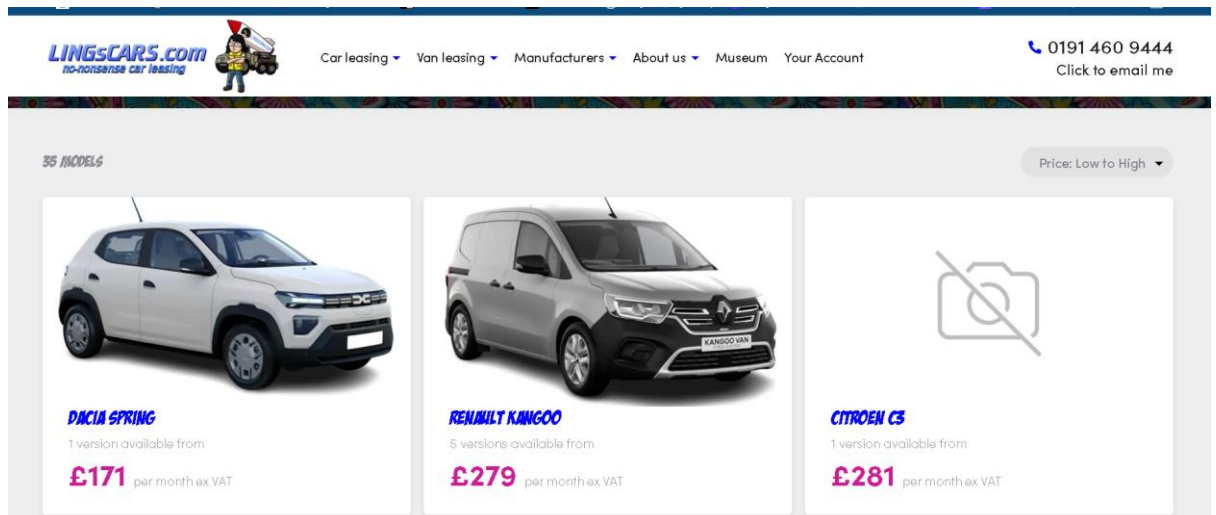 LINGsCARS.com
no-nonsense car leasing
Car leasing
Van leasing
Manufacturers
About us
Museum
Your Account
0191 460 9444
Click to email me
35 MODELS
Price: Low to High
DACIA SPRING
1 version available from
£171 per month ex VAT
KANGOO VAN
RENAULT KANGOO
5 versions available from
£279 per month ex VAT
CITROEN C3
1 version available from
£281 per month ex VAT